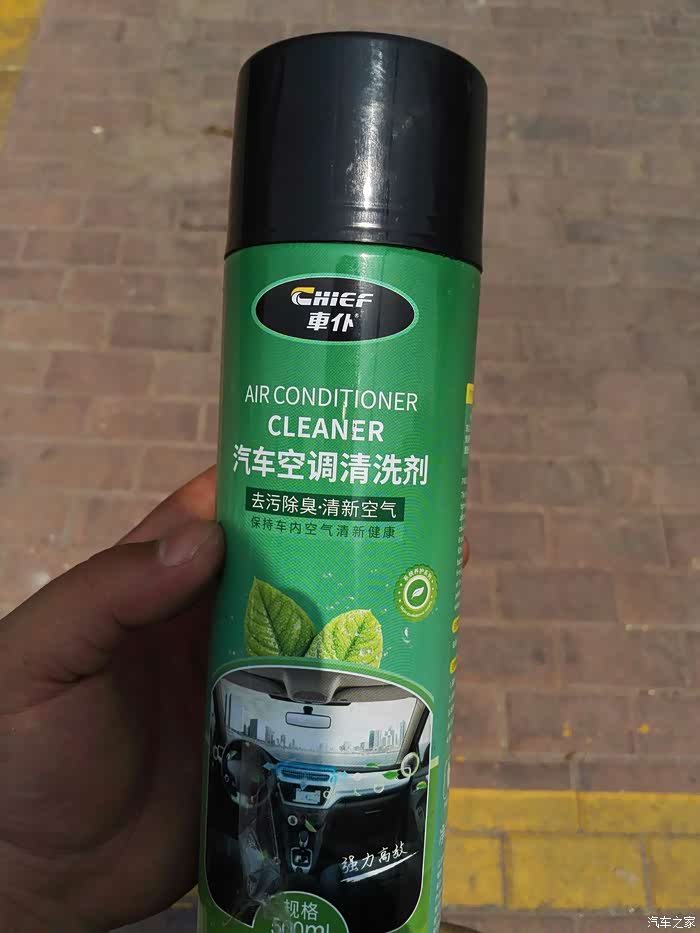 CHIEF
車仆®
AIR CONDITIONER
CLEANER
汽车空调清洗剂
去污除臭·清新空气
保持车内空气清新健康
强力高效
规格
500ml
汽车之家